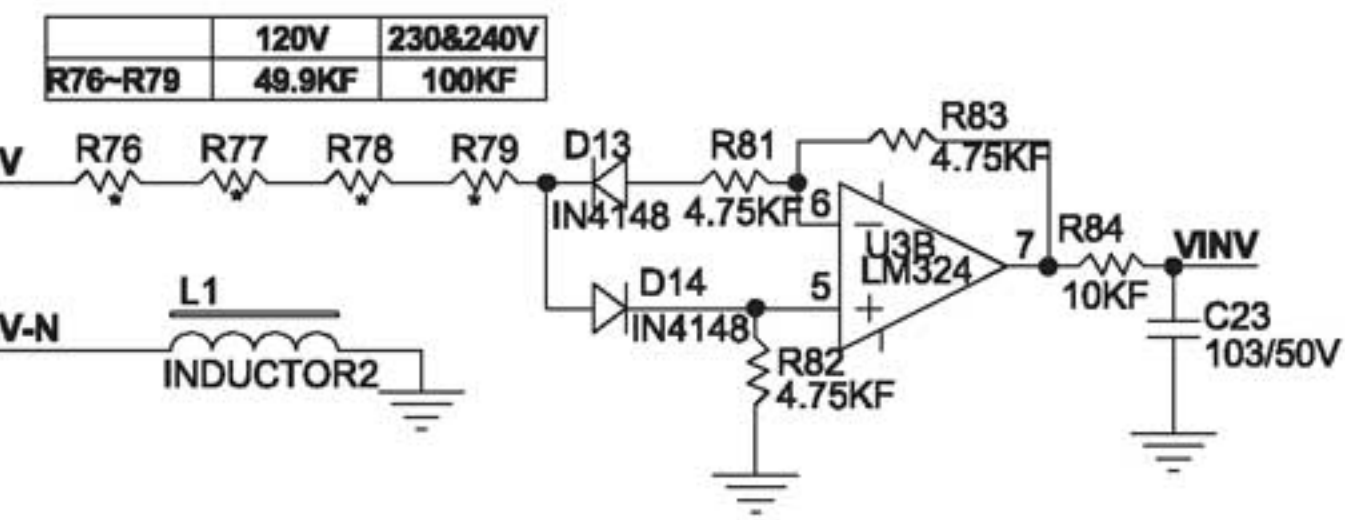 120V 230&240V
R76~R79 49.9KF 100KF
V R76 R77 R78 R79 D13 R81 R83
* * * *
IN4148 4.75KF 4.75KF
6
U3B
LM324
7 R84 VINV
10KF
D14 5
IN4148
L1
V-N
INDUCTOR2
R82
4.75KF
C23
103/50V